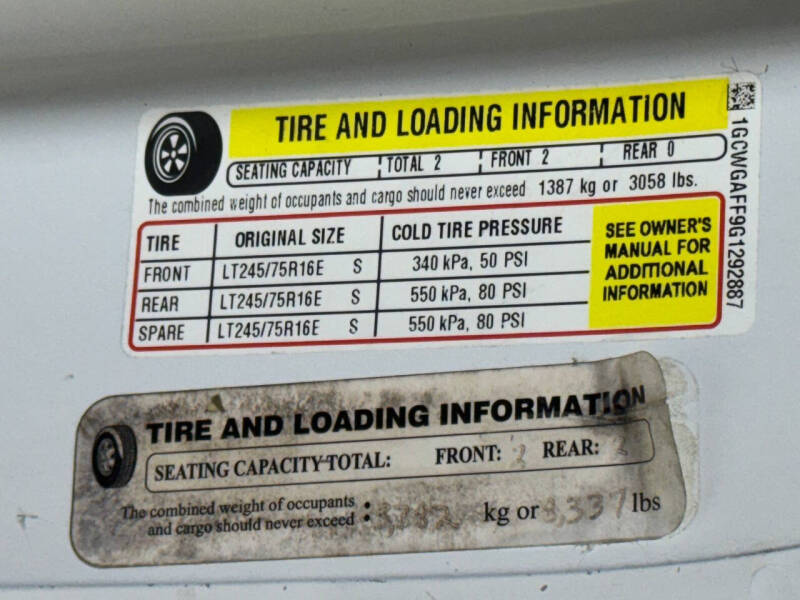 TIRE AND LOADING INFORMATION
SEATING CAPACITY TOTAL 2 FRONT 2 REAR 0
The combined weight of occupants and cargo should never exceed 1387 kg or 3058 lbs.
TIRE ORIGINAL SIZE COLD TIRE PRESSURE
FRONT LT245/75R16E S 340 kPa, 50 PSI
REAR LT245/75R16E S 550 kPa, 80 PSI
SPARE LT245/75R16E S 550 kPa, 80 PSI
SEE OWNER'S
MANUAL FOR
ADDITIONAL
INFORMATION
1GCWGAFF9G1292887
TIRE AND LOADING INFORMATION
SEATING CAPACITY-TOTAL: FRONT: 2 REAR:
The combined weight of occupants
and cargo should never exceed : kg or lbs